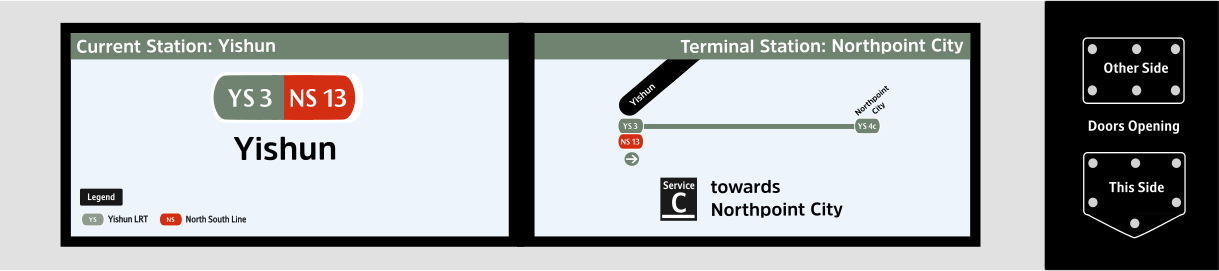 Current Station: Yishun
YS 3 NS 13
Yishun
Legend
YS Yishun LRT NS North South Line
Terminal Station: Northpoint City
Yishun
Northpoint
City
YS 3
YS 4c
NS 13
Service
C
towards
Northpoint City
Other Side
Doors Opening
This Side